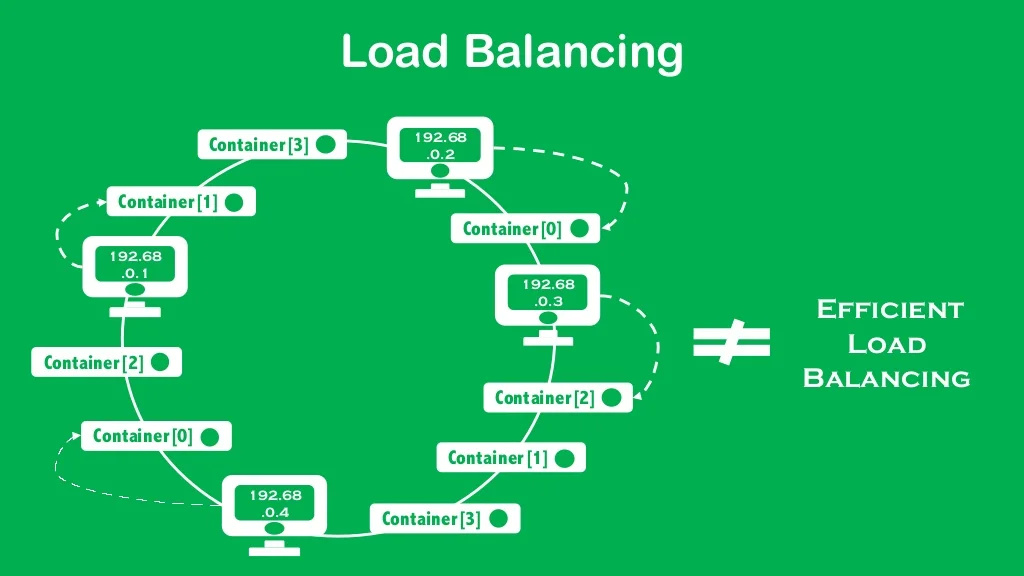 Load Balancing
Container[3]
192.68
.0.2
Container[1]
Container[0]
192.68
.0.1
192.68
.0.3
Efficient
Load
Balancing
Container[2]
Container[2]
Container[0]
Container[1]
192.68
.0.4
Container[3]